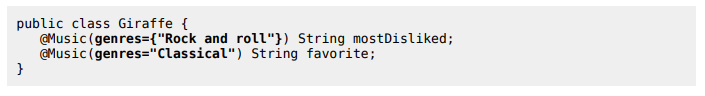 public class Giraffe {
   @Music(genres={"Rock and roll"}) String mostDisliked;
   @Music(genres="Classical") String favorite;
}